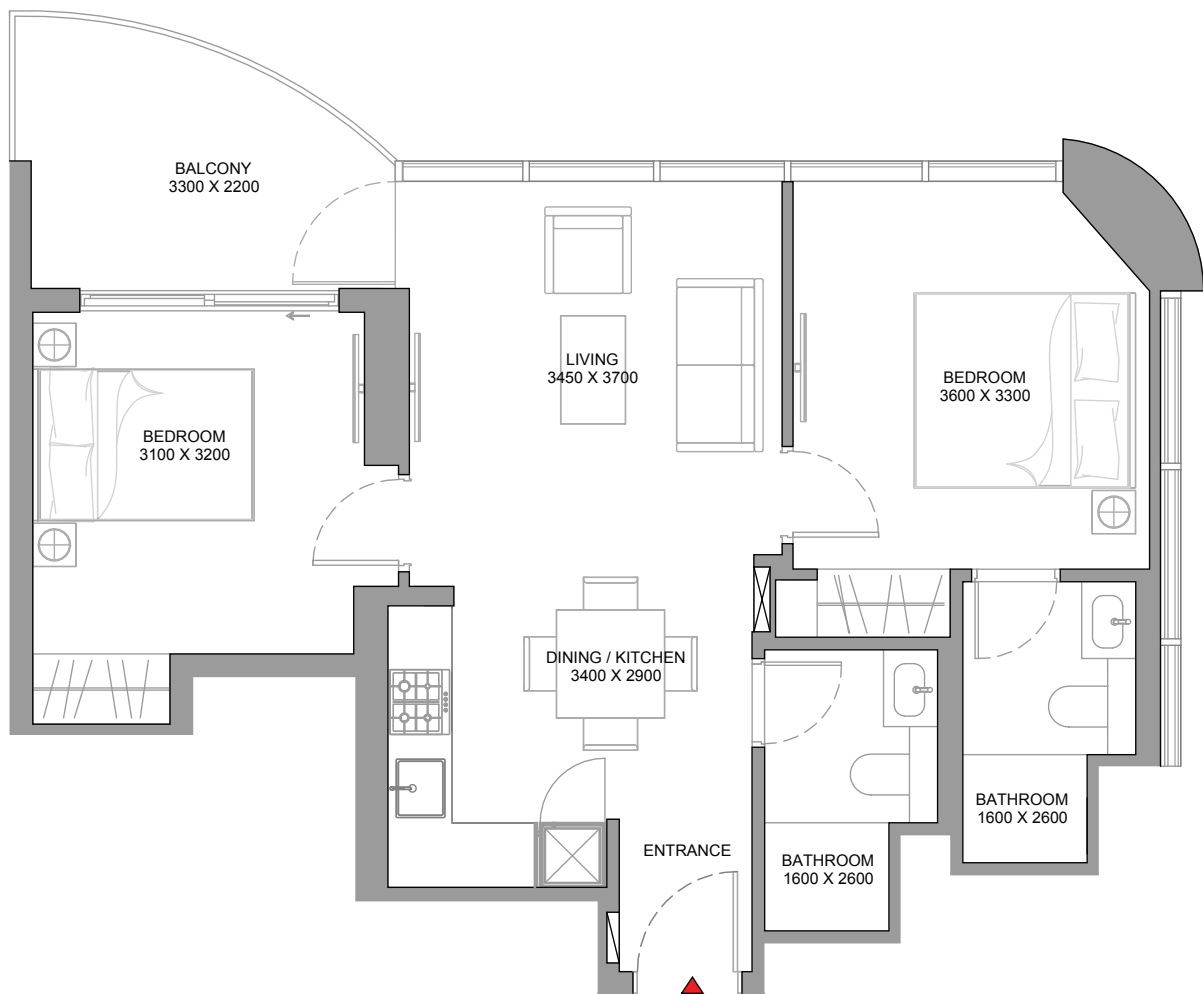 BALCONY
3300 X 2200
LIVING
3450 X 3700
BEDROOM
3600 X 3300
BEDROOM
3100 X 3200
DINING / KITCHEN
3400 X 2900
BATHROOM
1600 X 2600
ENTRANCE
BATHROOM
1600 X 2600